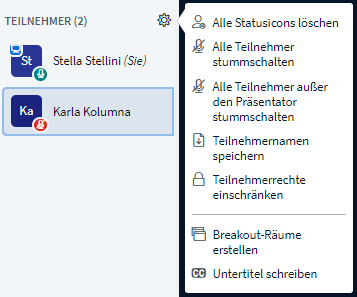 TEILNEHMER (2)
St
Stella Stellini (Sie)
Ka
Karla Kolumna
Alle Statusicons löschen
Alle Teilnehmer
stummschalten
Alle Teilnehmer außer
den Präsentator
stummschalten
Teilnehmernamen
speichern
Teilnehmerrechte
einschränken
Breakout-Räume
erstellen
CC
Untertitel schreiben